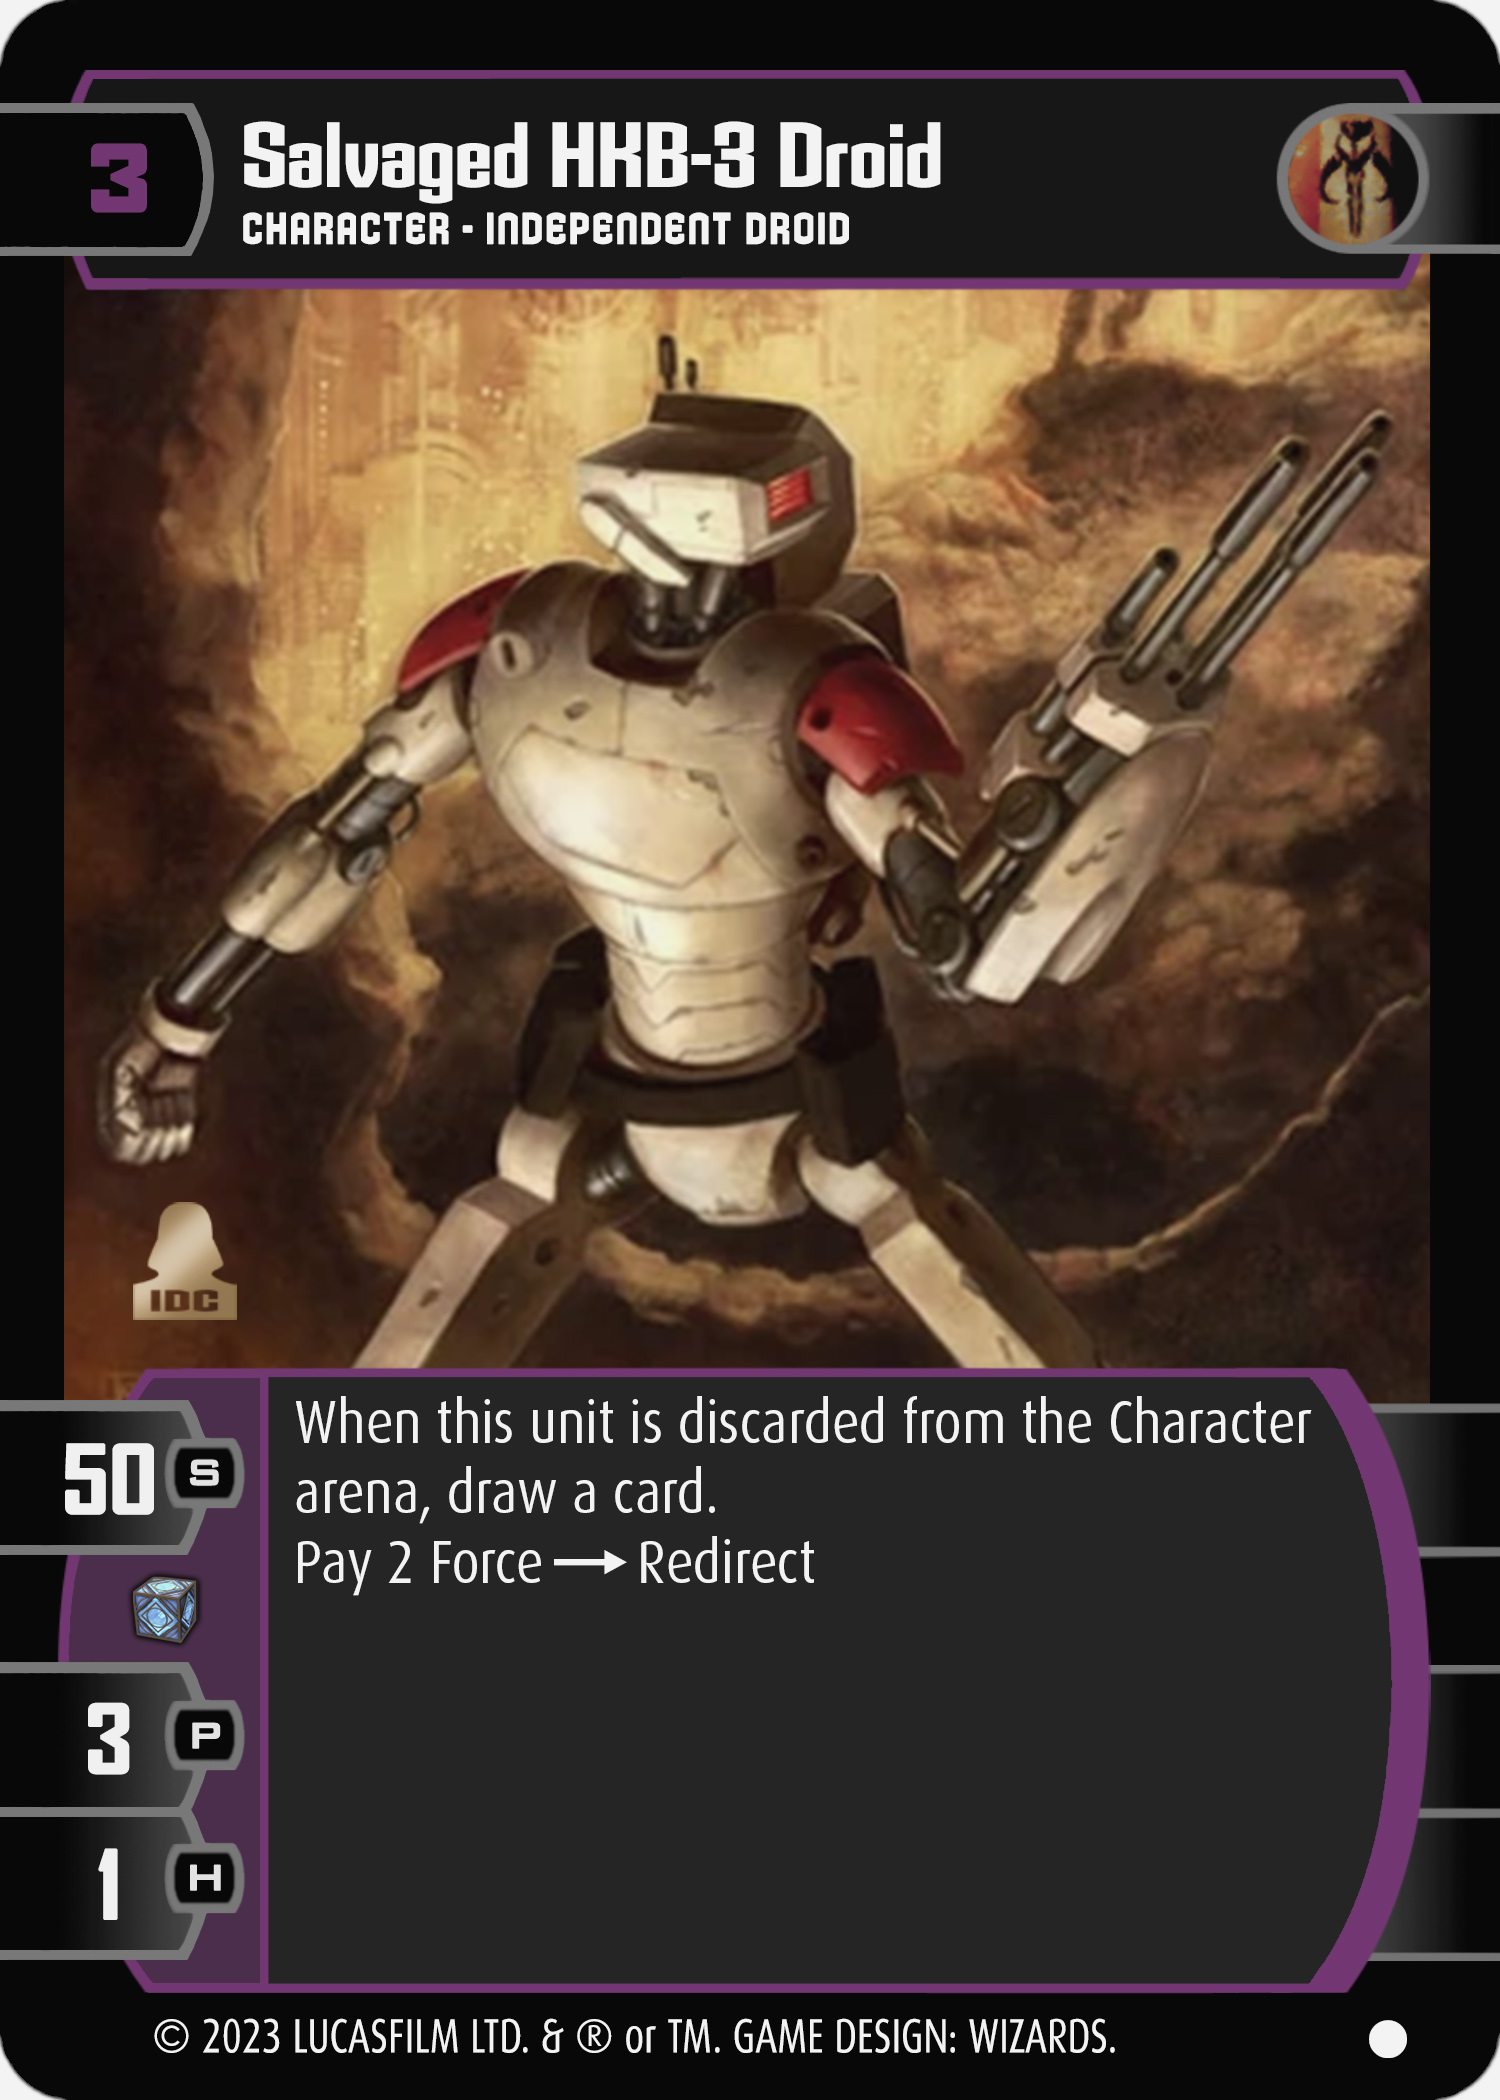 3
Salvaged HKB-3 Droid
CHARACTER - INDEPENDENT DROID
IDC
50 S
When this unit is discarded from the Character
arena, draw a card.
Pay 2 Force → Redirect
3 P
1 H
© 2023 LUCASFILM LTD. & ® or TM. GAME DESIGN: WIZARDS.